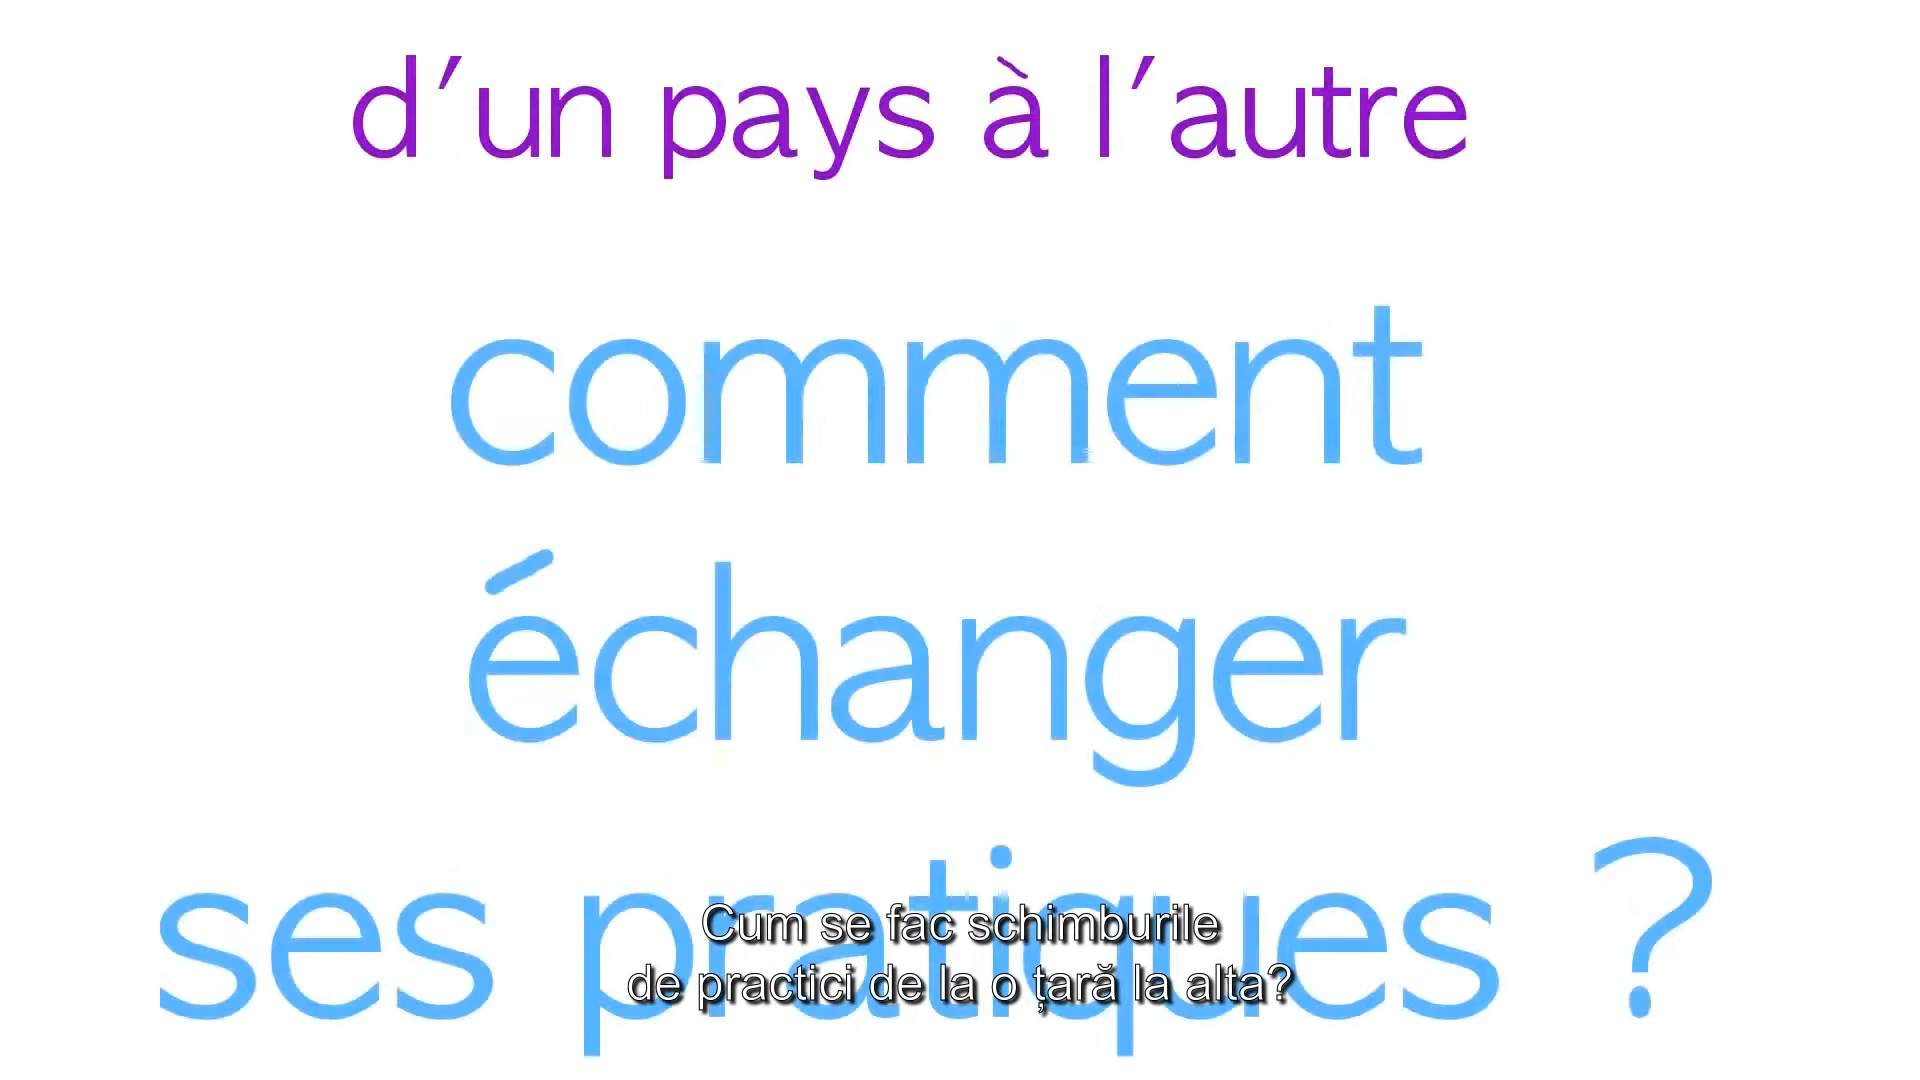 d'un pays à l'autre
comment
échanger
ses pratiques ?
Cum se fac schimburile
de practici de la o țară la alta?